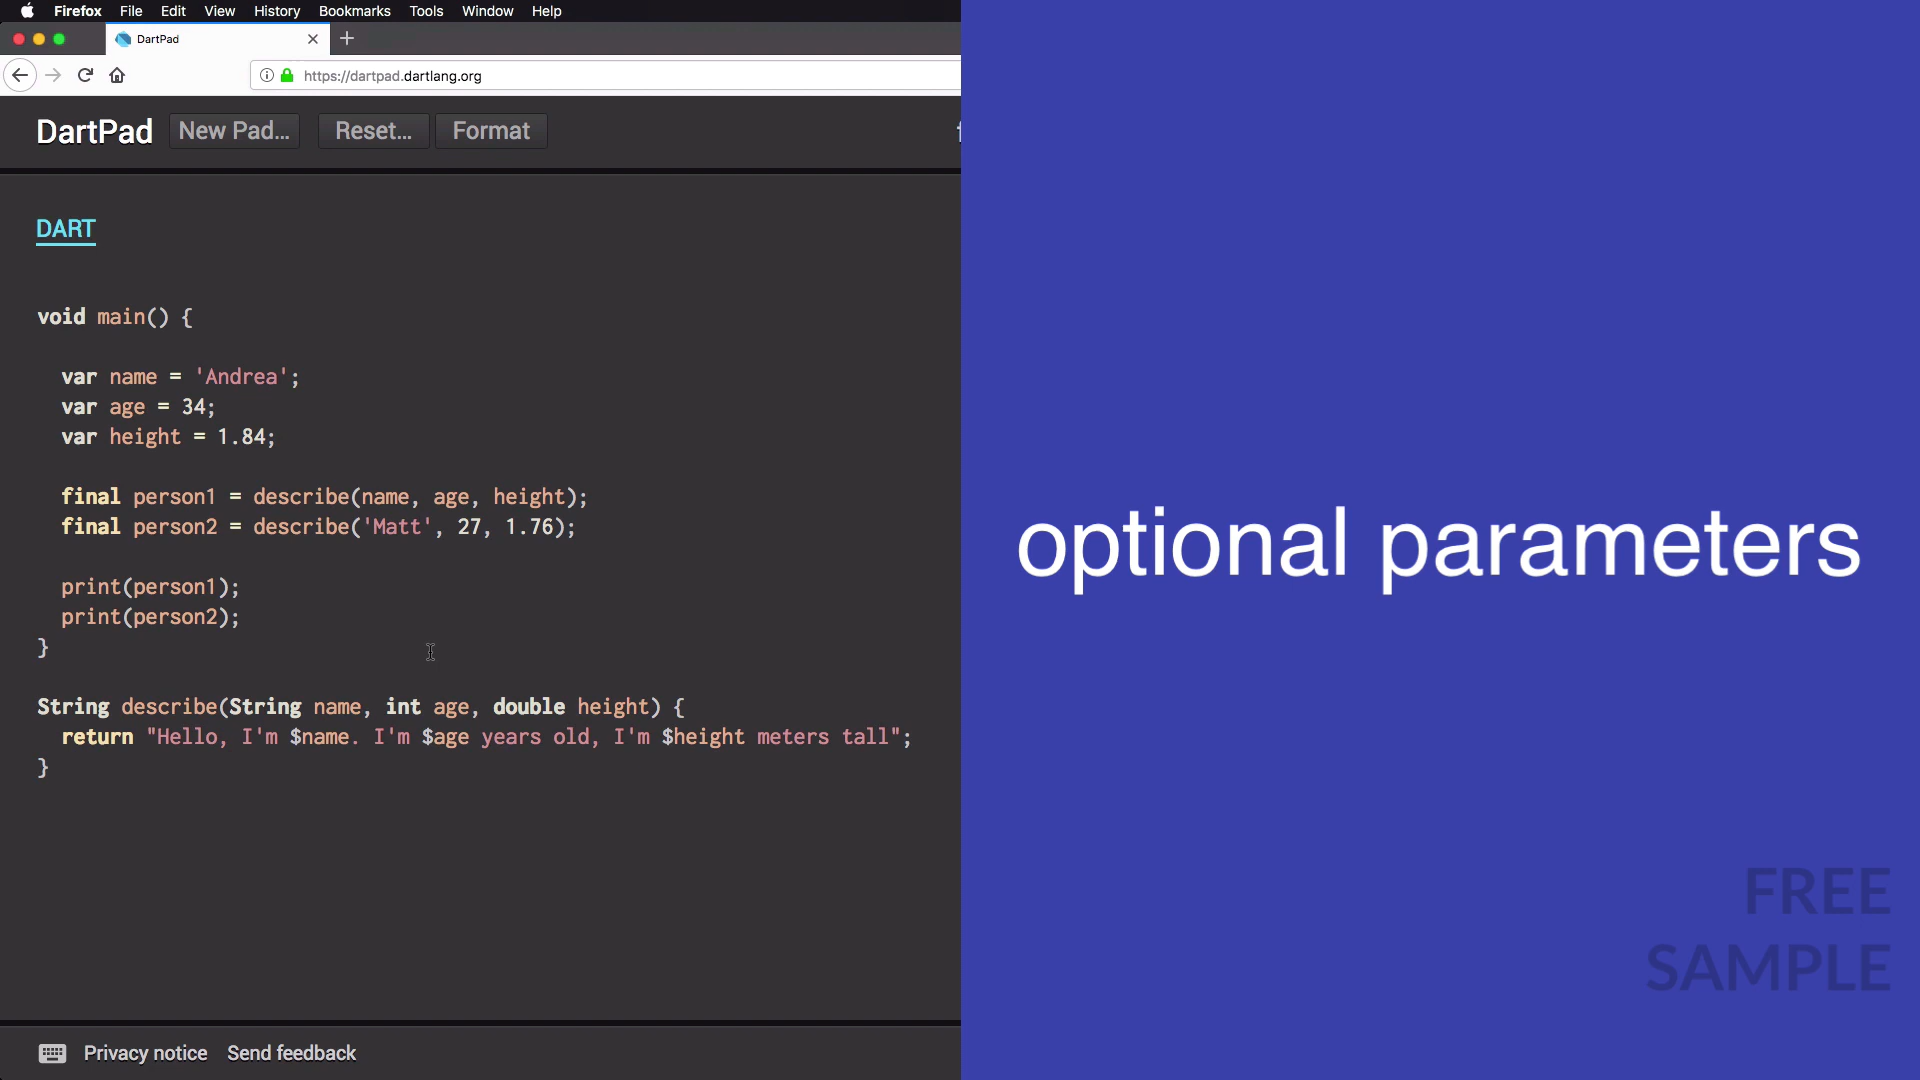 Firefox File Edit View History Bookmarks Tools Window Help
DartPad
https://dartpad.dartlang.org
DartPad New Pad... Reset... Format
DART
void main() {
var name = 'Andrea';
var age = 34;
var height = 1.84;
final person1 = describe(name, age, height);
final person2 = describe('Matt', 27, 1.76);
print(person1);
print(person2);
}
String describe(String name, int age, double height) {
return "Hello, I'm $name. I'm $age years old, I'm $height meters tall";
}
Privacy notice Send feedback
optional parameters
FREE
SAMPLE